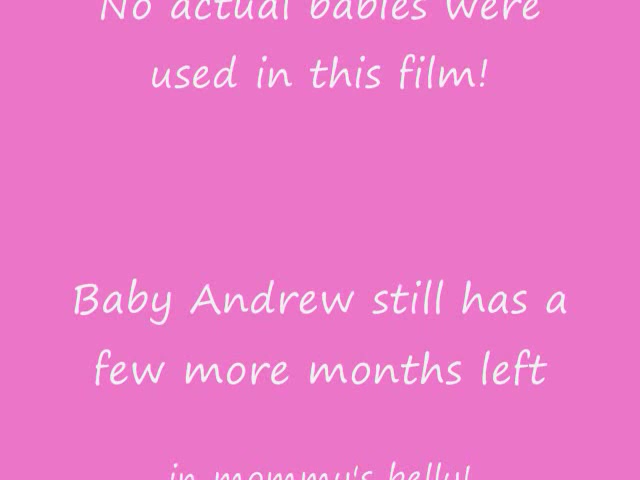 No actual babies were
used in this film!
Baby Andrew still has a
few more months left
in mommy's belly!